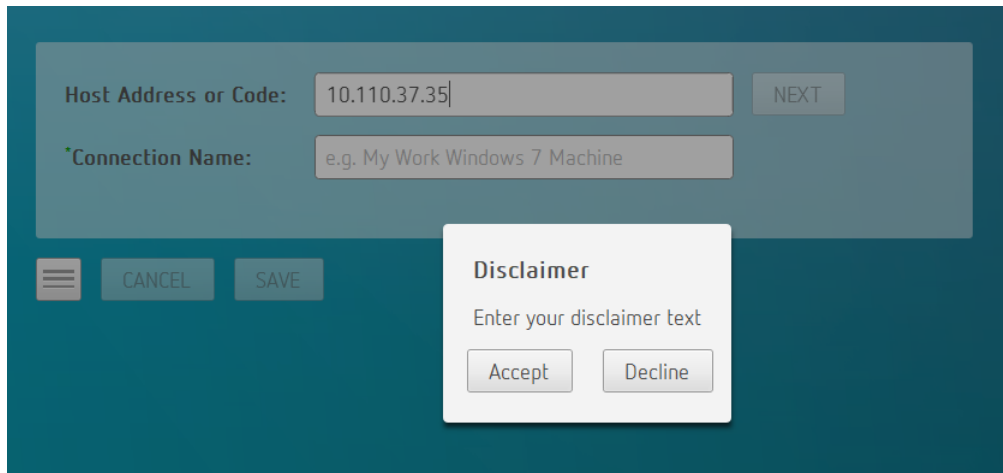 Host Address or Code: 10.110.37.35 NEXT
*Connection Name: e.g. My Work Windows 7 Machine
CANCEL SAVE
Disclaimer
Enter your disclaimer text
Accept Decline